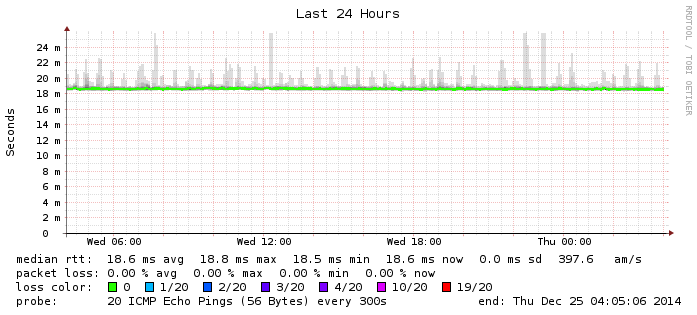 Last 24 Hours
RRDTOOL / TOBI OETIKER
Seconds
24 m
22 m
20 m
18 m
16 m
14 m
12 m
10 m
8 m
6 m
4 m
2 m
0
Wed 06:00 Wed 12:00 Wed 18:00 Thu 00:00
median rtt: 18.6 ms avg 18.8 ms max 18.5 ms min 18.6 ms now 0.0 ms sd 397.6 am/s
packet loss: 0.00 % avg 0.00 % max 0.00 % min 0.00 % now
loss color: 0 1/20 2/20 3/20 4/20 10/20 19/20
probe: 20 ICMP Echo Pings (56 Bytes) every 300s end: Thu Dec 25 04:05:06 2014